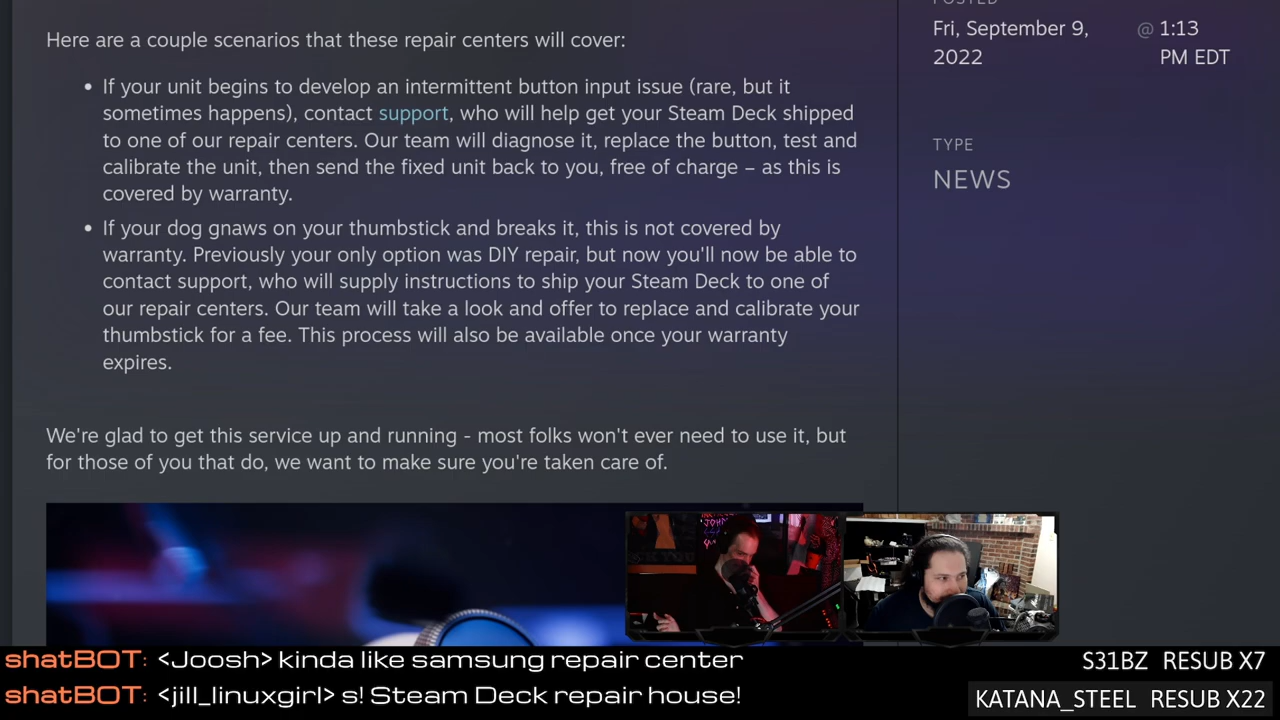 POSTED
Here are a couple scenarios that these repair centers will cover:
Fri, September 9, 2022 @ 1:13 PM EDT
• If your unit begins to develop an intermittent button input issue (rare, but it
sometimes happens), contact support, who will help get your Steam Deck shipped
to one of our repair centers. Our team will diagnose it, replace the button, test and
calibrate the unit, then send the fixed unit back to you, free of charge – as this is
covered by warranty.
TYPE
NEWS
• If your dog gnaws on your thumbstick and breaks it, this is not covered by
warranty. Previously your only option was DIY repair, but now you'll now be able to
contact support, who will supply instructions to ship your Steam Deck to one of
our repair centers. Our team will take a look and offer to replace and calibrate your
thumbstick for a fee. This process will also be available once your warranty
expires.
We're glad to get this service up and running - most folks won't ever need to use it, but
for those of you that do, we want to make sure you're taken care of.
shatBOT: <Joosh> kinda like samsung repair center
S31BZ RESUB X7
shatBOT: <jill_linuxgirl> s! Steam Deck repair house!
KATANA_STEEL RESUB X22